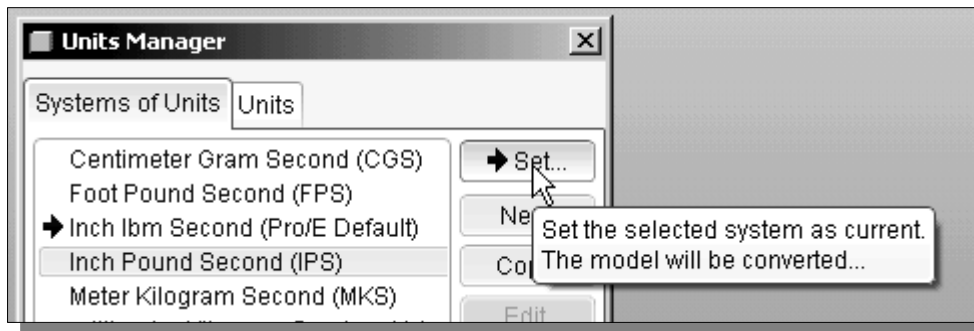 Units Manager
Systems of Units Units
Centimeter Gram Second (CGS)
Set...
Foot Pound Second (FPS)
Inch lbm Second (Pro/E Default)
Inch Pound Second (IPS)
Set the selected system as current.
The model will be converted...
Meter Kilogram Second (MKS)
Edit